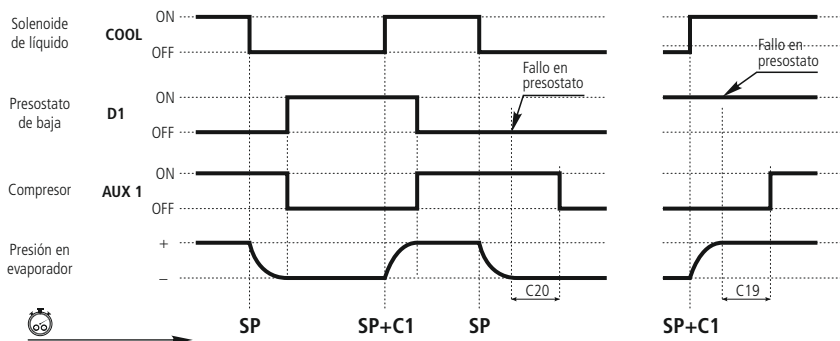 Solenoide
de líquido
COOL
ON
OFF
Fallo en
presostato
Fallo en
presostato
Presostato
de baja
D1
ON
OFF
Compresor
AUX 1
ON
OFF
Presión en
evaporador
+
–
C20
C19
SP
SP+C1
SP
SP+C1